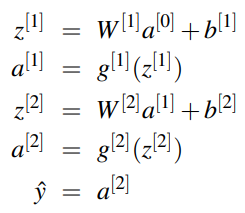 z^[1] = W^[1]a^[0] + b^[1]
a^[1] = g^[1](z^[1])
z^[2] = W^[2]a^[1] + b^[2]
a^[2] = g^[2](z^[2])
ŷ = a^[2]